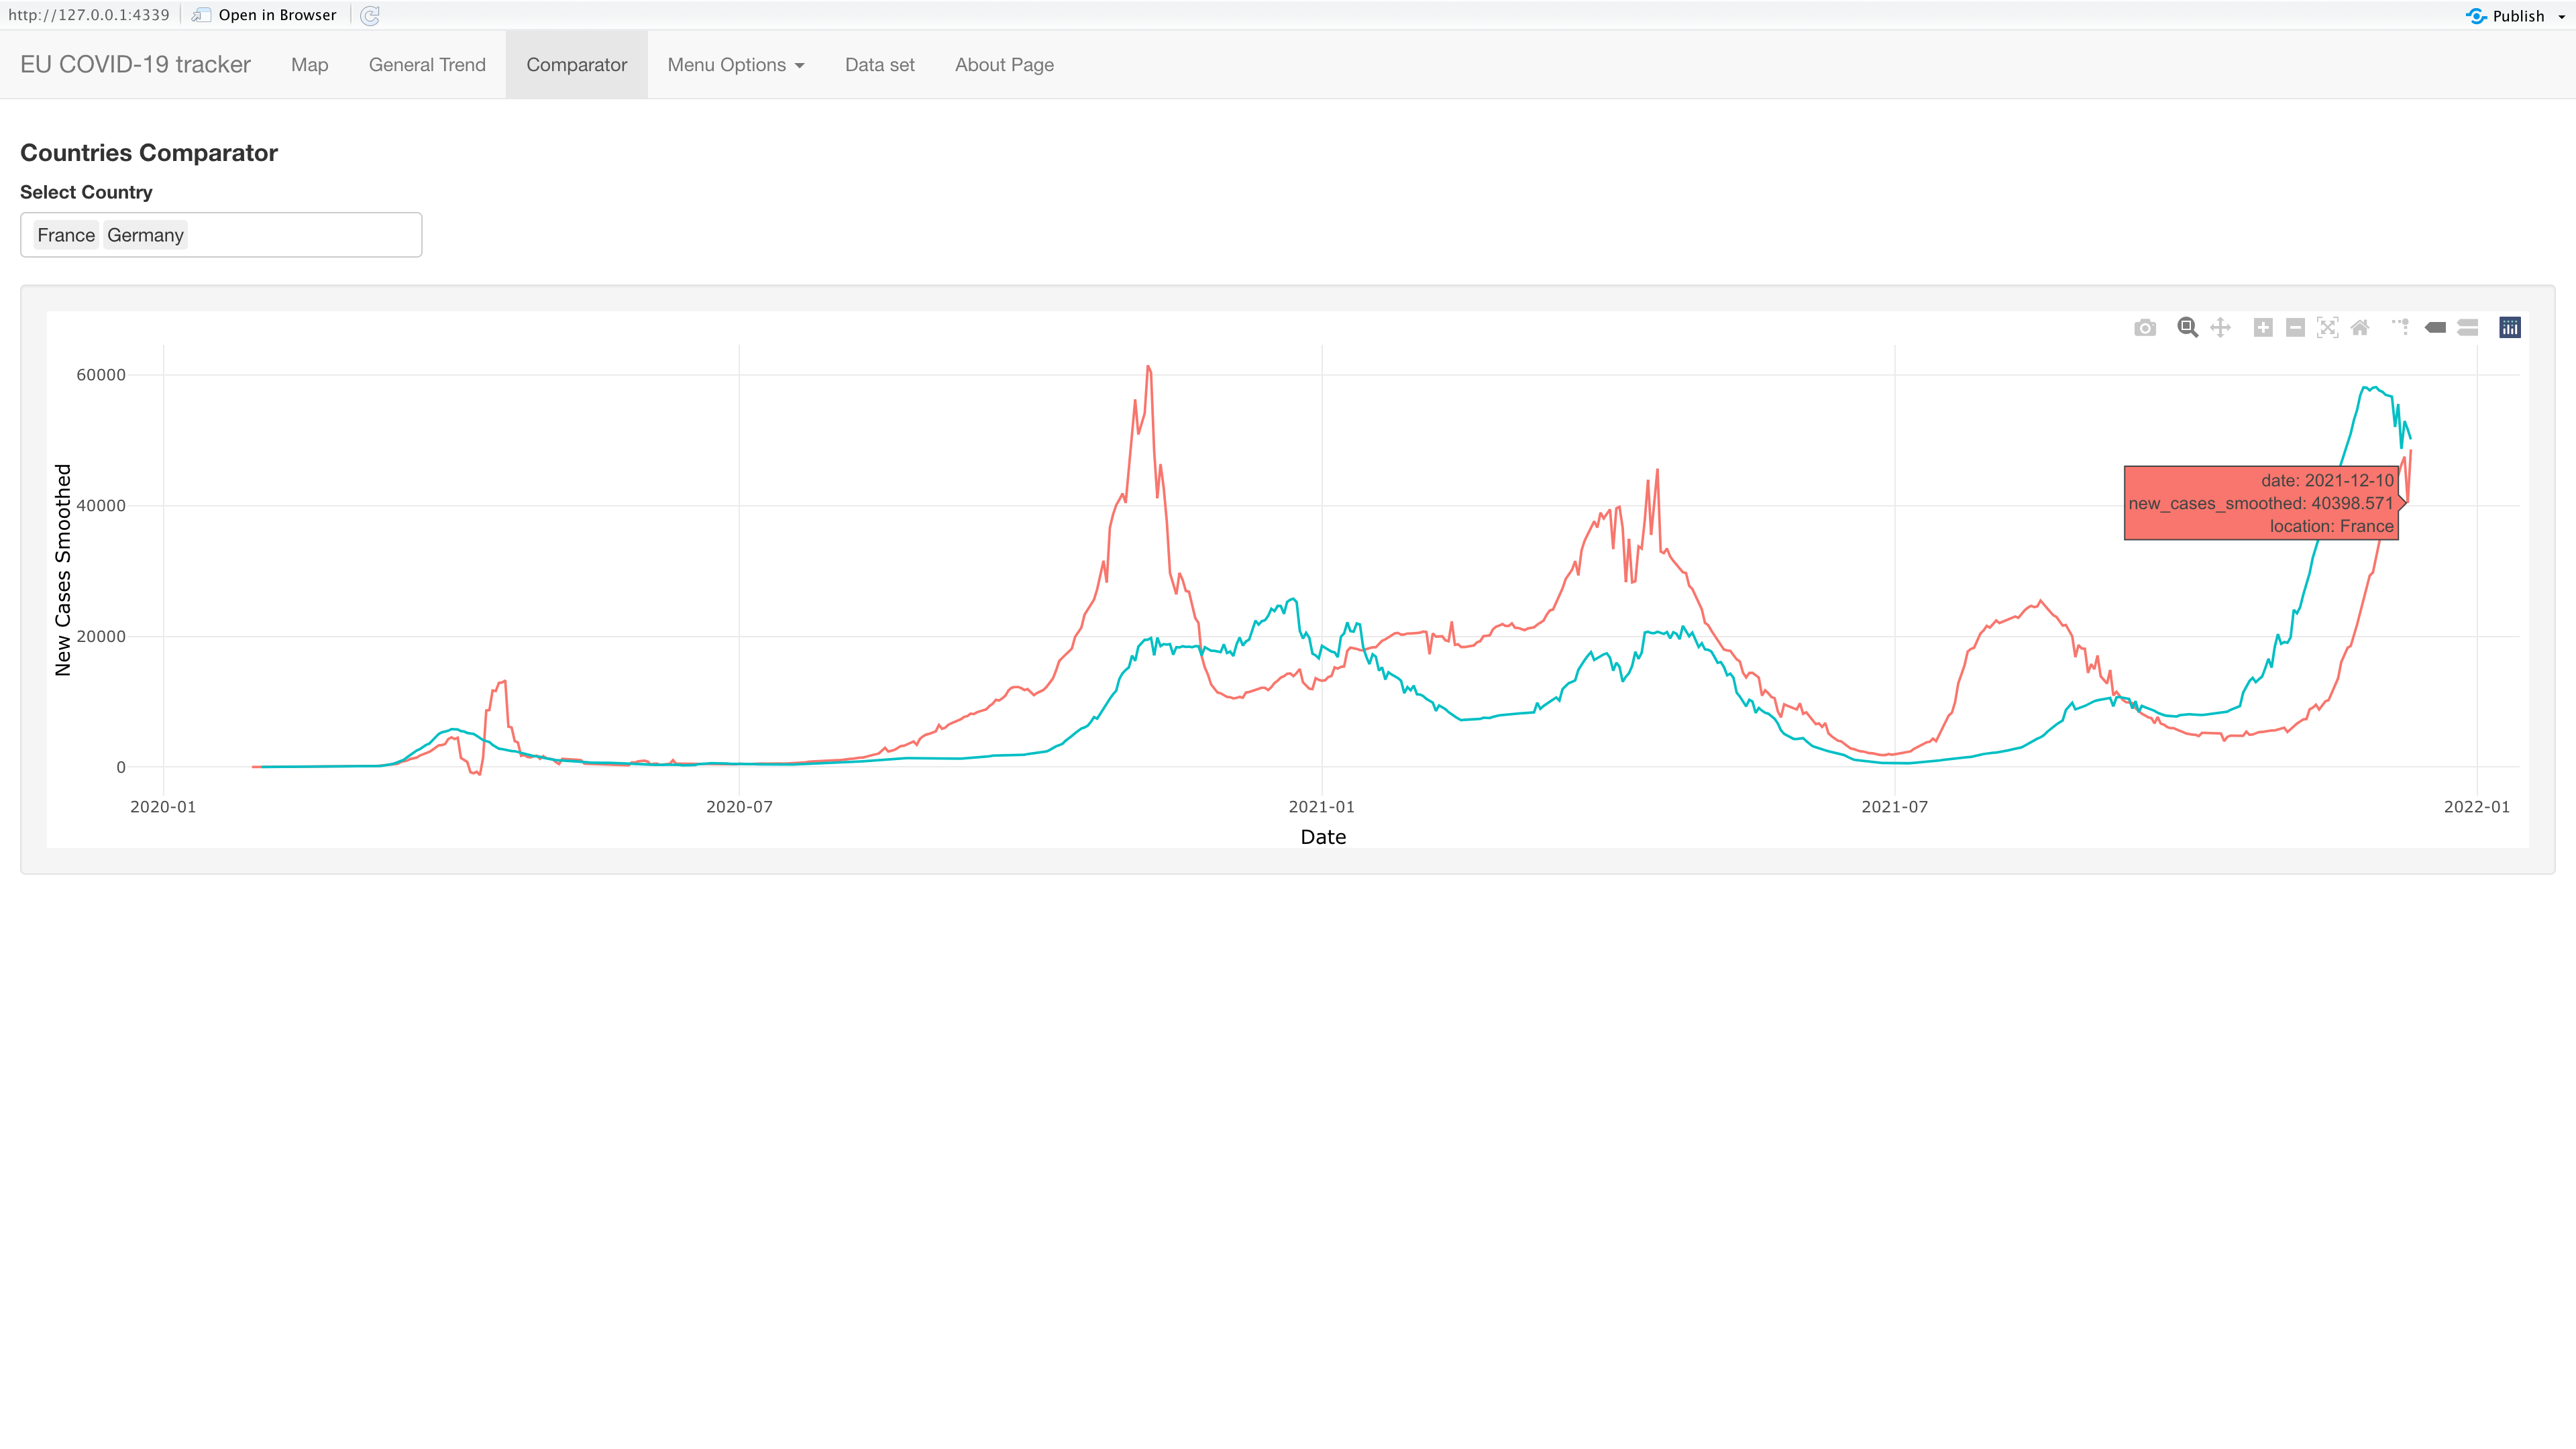 http://127.0.0.1:4339 Open in Browser Publish
EU COVID-19 tracker Map General Trend Comparator Menu Options Data set About Page
Countries Comparator
Select Country
France Germany
60000
40000
20000
0
New Cases Smoothed
date: 2021-12-10
new_cases_smoothed: 40398.571
location: France
2020-01 2020-07 2021-01 2021-07 2022-01
Date